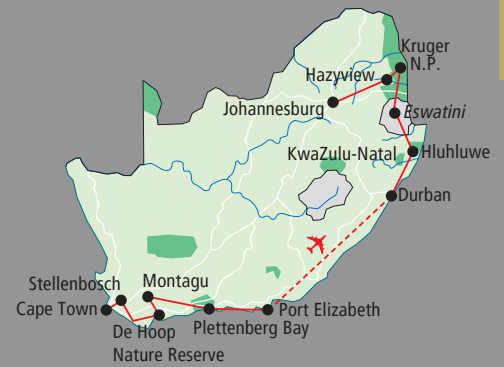 Kruger
N.P.
Hazyview
Johannesburg
Eswatini
KwaZulu-Natal
Hluhluwe
Durban
Stellenbosch
Montagu
Cape Town
Port Elizabeth
De Hoop
Nature Reserve
Plettenberg Bay